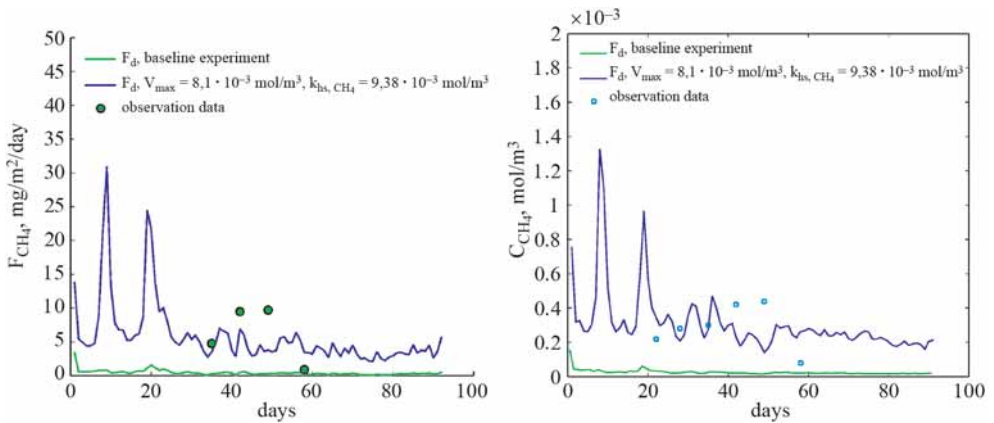 50
45
40
35
30
25
20
15
10
5
0
F_CH₄, mg/m²/day
F_d, baseline experiment
F_d, V_max = 8,1 · 10⁻³ mol/m³, k_hs, CH₄ = 9,38 · 10⁻³ mol/m³
observation data
0 20 40 60 80 100
days
×10⁻³
2
1.8
1.6
1.4
1.2
1
0.8
0.6
0.4
0.2
0
C_CH₄, mol/m³
F_d, baseline experiment
F_d, V_max = 8,1 · 10⁻³ mol/m³, k_hs, CH₄ = 9,38 · 10⁻³ mol/m³
observation data
0 20 40 60 80 100
days